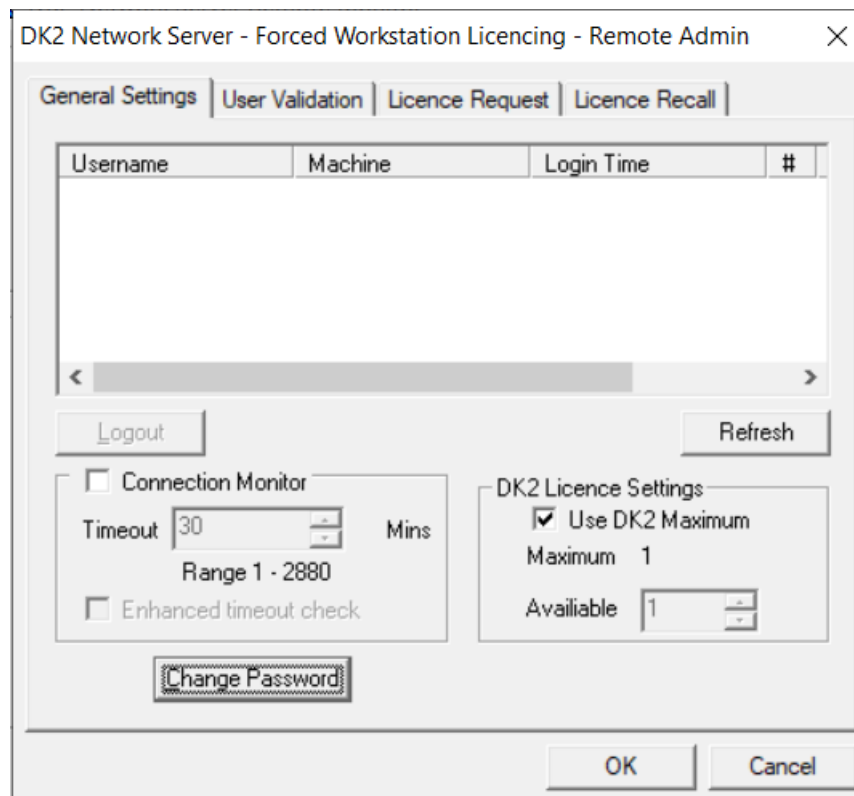 DK2 Network Server - Forced Workstation Licencing - Remote Admin
General Settings User Validation Licence Request Licence Recall
Username Machine Login Time #
Logout Refresh
Connection Monitor
Timeout 30 Mins
Range 1 - 2880
Enhanced timeout check
DK2 Licence Settings
Use DK2 Maximum
Maximum 1
Availiable 1
Change Password
OK Cancel